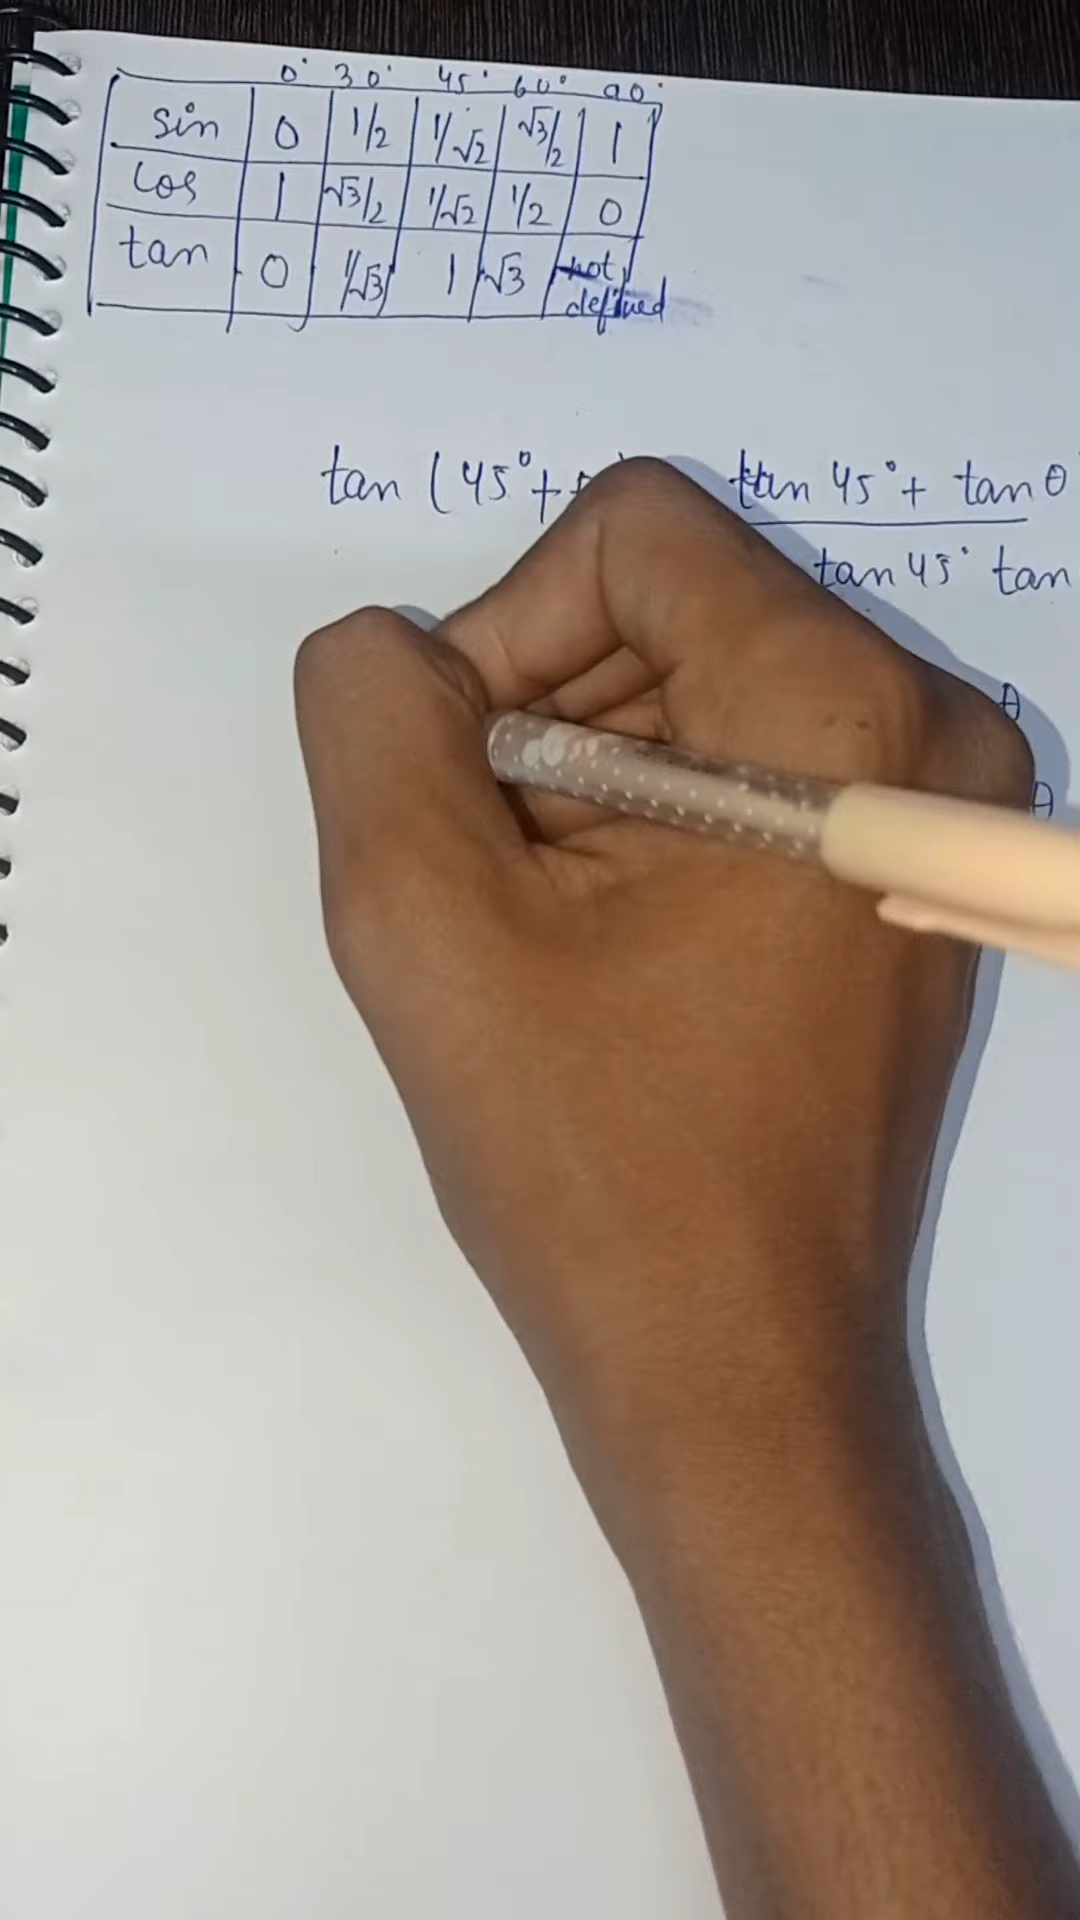 0° 30° 45° 60° 90°
sin 0 1/2 1/√2 √3/2 1
cos 1 √3/2 1/√2 1/2 0
tan 0 1/√3 1 √3 not defined
tan (45° + tan 45° + tan θ
tan 45° tan
θ
θ